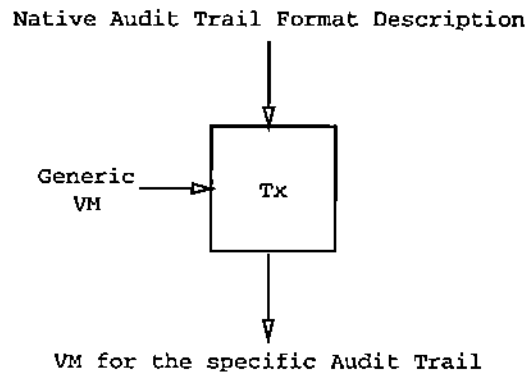 Native Audit Trail Format Description
Generic
VM
Tx
VM for the specific Audit Trail